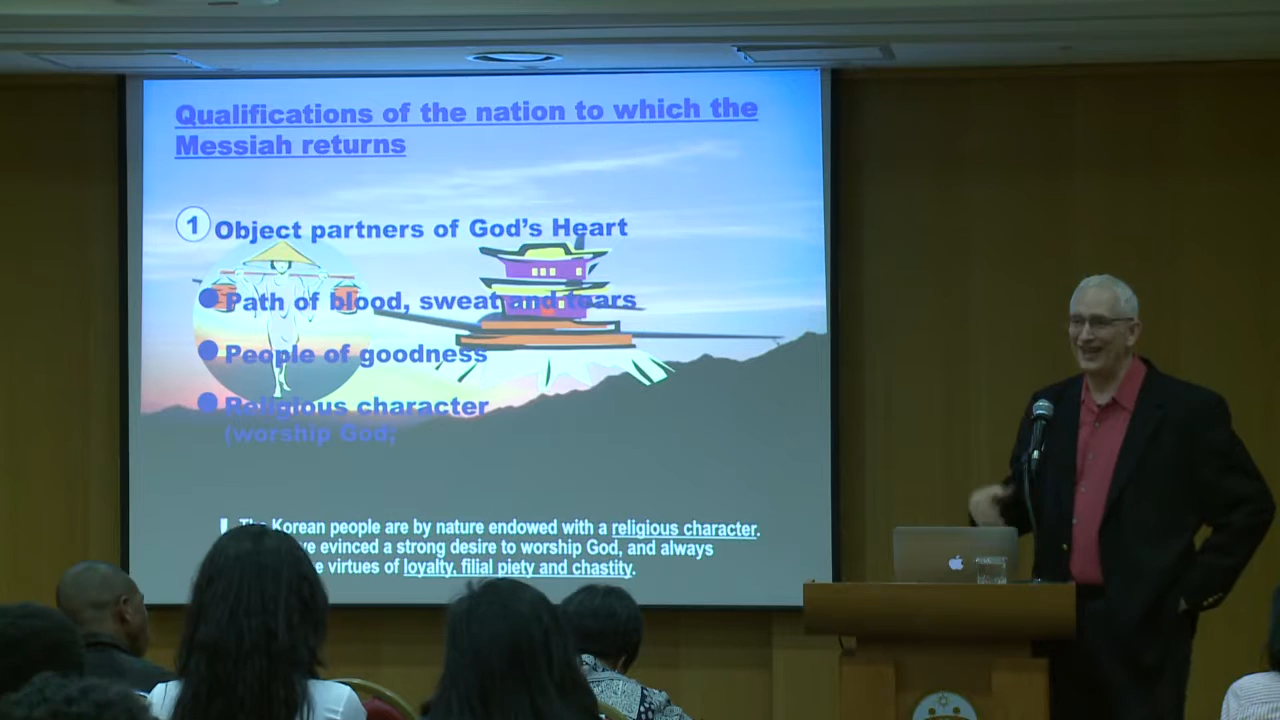 Qualifications of the nation to which the
Messiah returns
1 Object partners of God's Heart
Path of blood, sweat and tears
People of goodness
Religious character
(worship God;
The Korean people are by nature endowed with a religious character.
ve evinced a strong desire to worship God, and always
e virtues of loyalty, filial piety and chastity.